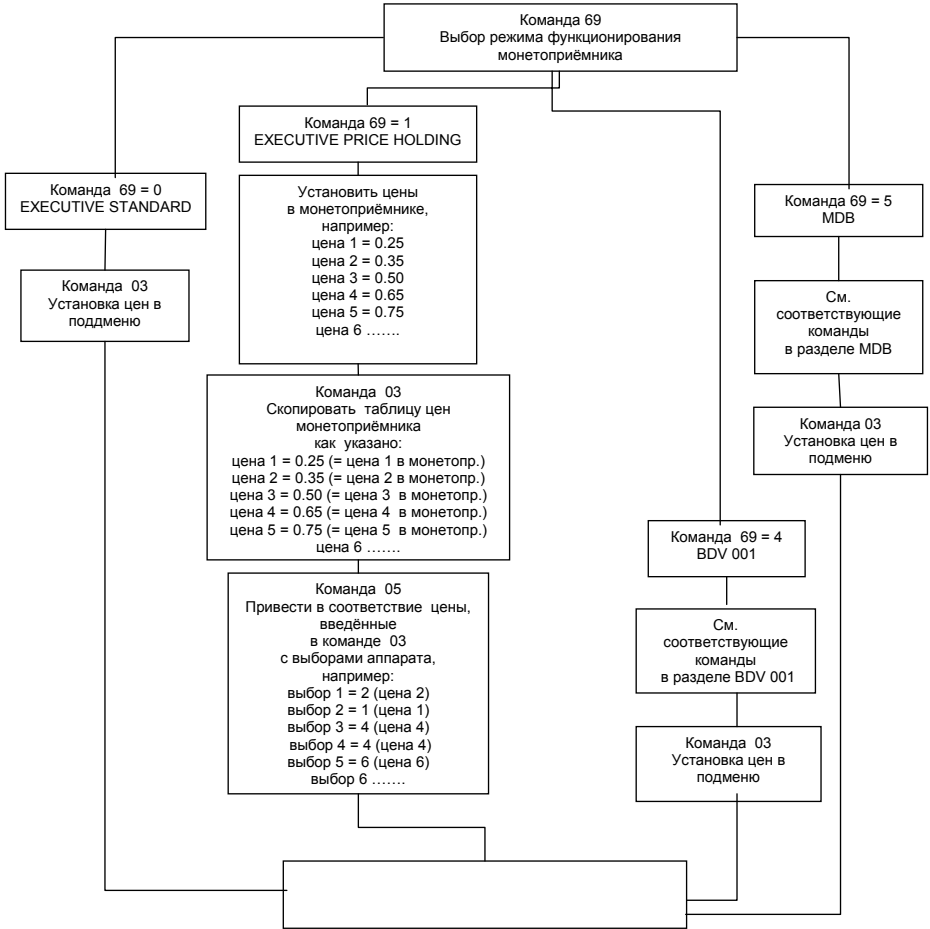 Команда 69
Выбор режима функционирования
монетоприёмника
Команда 69 = 0
EXECUTIVE STANDARD
Команда 03
Установка цен в
поддменю
Команда 69 = 1
EXECUTIVE PRICE HOLDING
Установить цены
в монетоприёмнике,
например:
цена 1 = 0.25
цена 2 = 0.35
цена 3 = 0.50
цена 4 = 0.65
цена 5 = 0.75
цена 6 …….
Команда 03
Скопировать таблицу цен
монетоприёмника
как указано:
цена 1 = 0.25 (= цена 1 в монетопр.)
цена 2 = 0.35 (= цена 2 в монетопр.)
цена 3 = 0.50 (= цена 3 в монетопр.)
цена 4 = 0.65 (= цена 4 в монетопр.)
цена 5 = 0.75 (= цена 5 в монетопр.)
цена 6 …….
Команда 05
Привести в соответствие цены,
введённые
в команде 03
с выборами аппарата,
например:
выбор 1 = 2 (цена 2)
выбор 2 = 1 (цена 1)
выбор 3 = 4 (цена 4)
выбор 4 = 4 (цена 4)
выбор 5 = 6 (цена 6)
выбор 6 …….
Команда 69 = 4
BDV 001
См.
соответствующие
команды
в разделе BDV 001
Команда 03
Установка цен в
подменю
Команда 69 = 5
MDB
См.
соответствующие
команды
в разделе MDB
Команда 03
Установка цен в
подменю